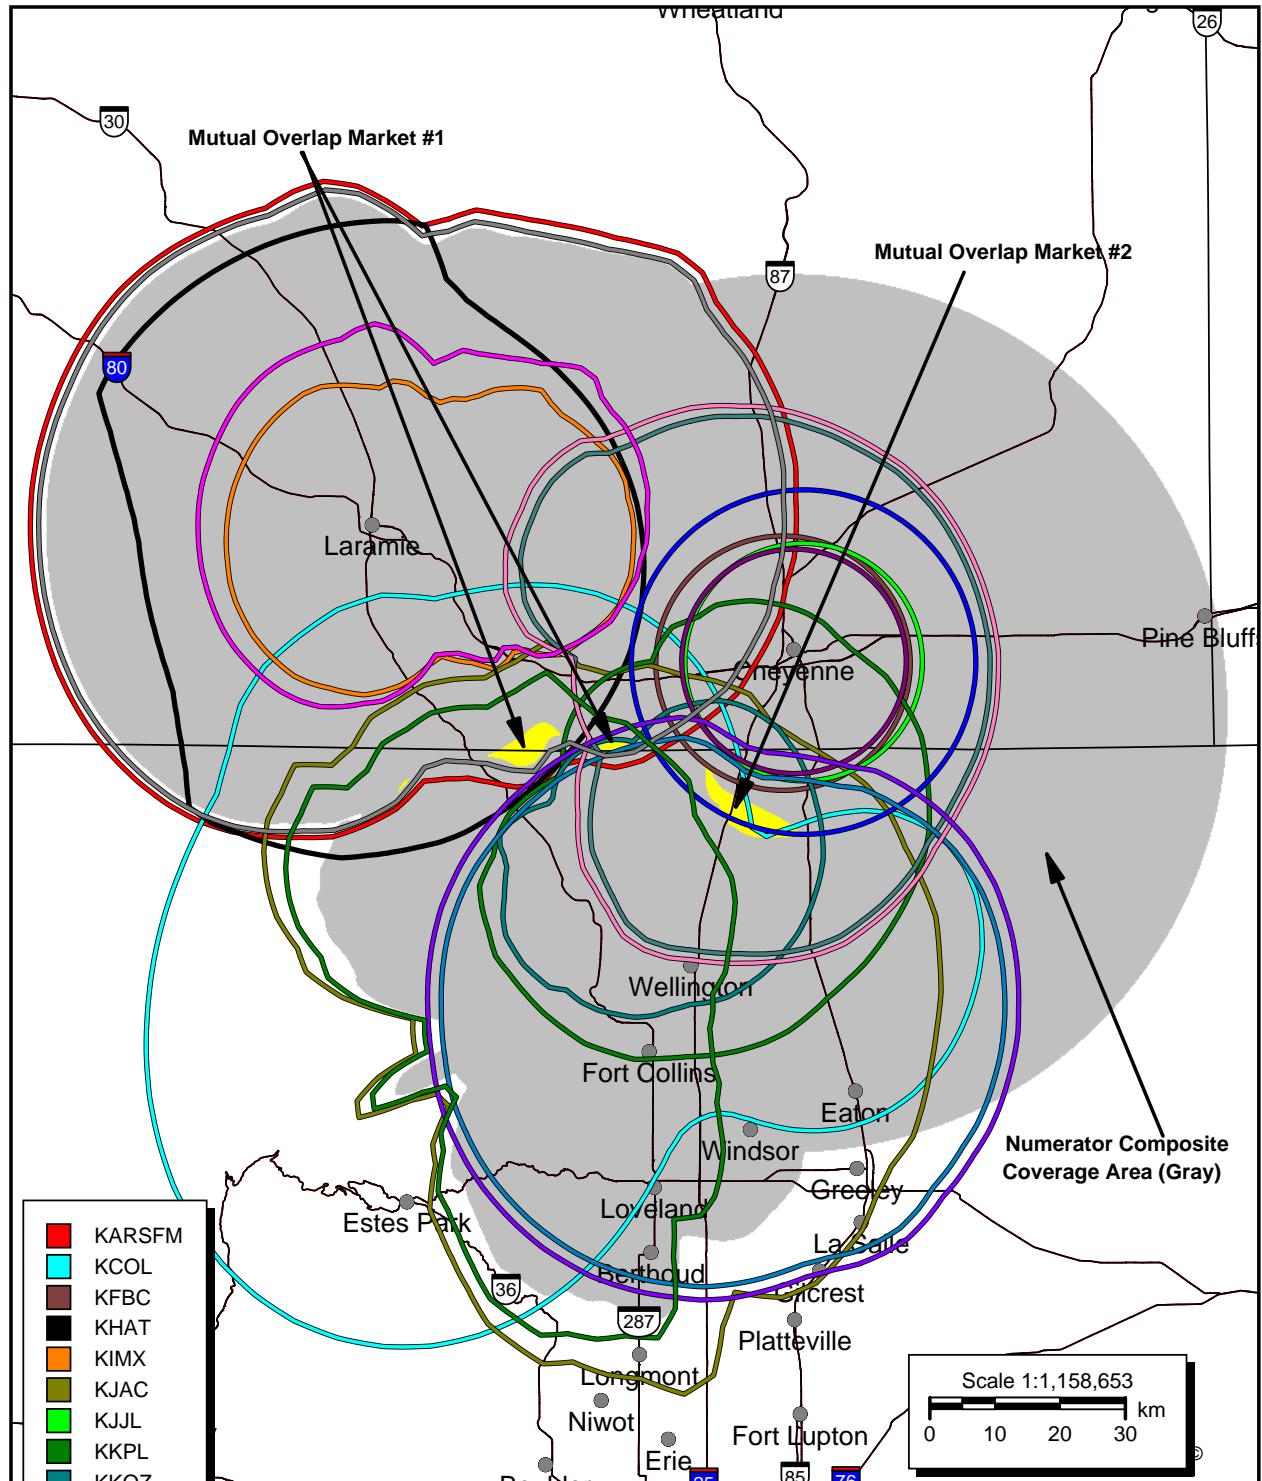 Wheatland
26
30
Mutual Overlap Market #1
Mutual Overlap Market #2
87
80
Laramie
Pine Bluffs
Cheyenne
Wellington
Fort Collins
Eaton
Windsor
Numerator Composite
Coverage Area (Gray)
Greeley
Loveland
Estes Park
La Salle
Berthoud
Gilcrest
36
287
Platteville
Longmont
Niwot
Fort Lupton
Erie
85
76
KARSFM
KCOL
KFBC
KHAT
KIMX
KJAC
KJJL
KKPL
Scale 1:1,158,653
km
0 10 20 30
©